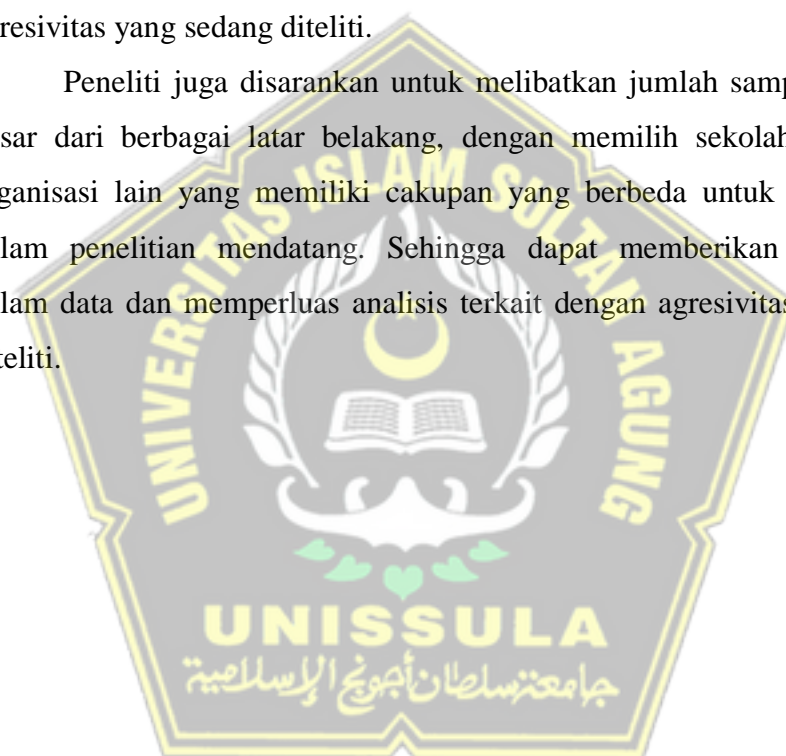 resivitas yang sedang diteliti.
Peneliti juga disarankan untuk melibatkan jumlah samp
sar dari berbagai latar belakang, dengan memilih sekolah
ganisasi lain yang memiliki cakupan yang berbeda untuk
lam penelitian mendatang. Sehingga dapat memberikan
lam data dan memperluas analisis terkait dengan agresivitas
teliti.
UNIVERSITAS ISLAM SULTAN AGUNG
UNISSULA
جامعة سلطان أجونج الإسلامية